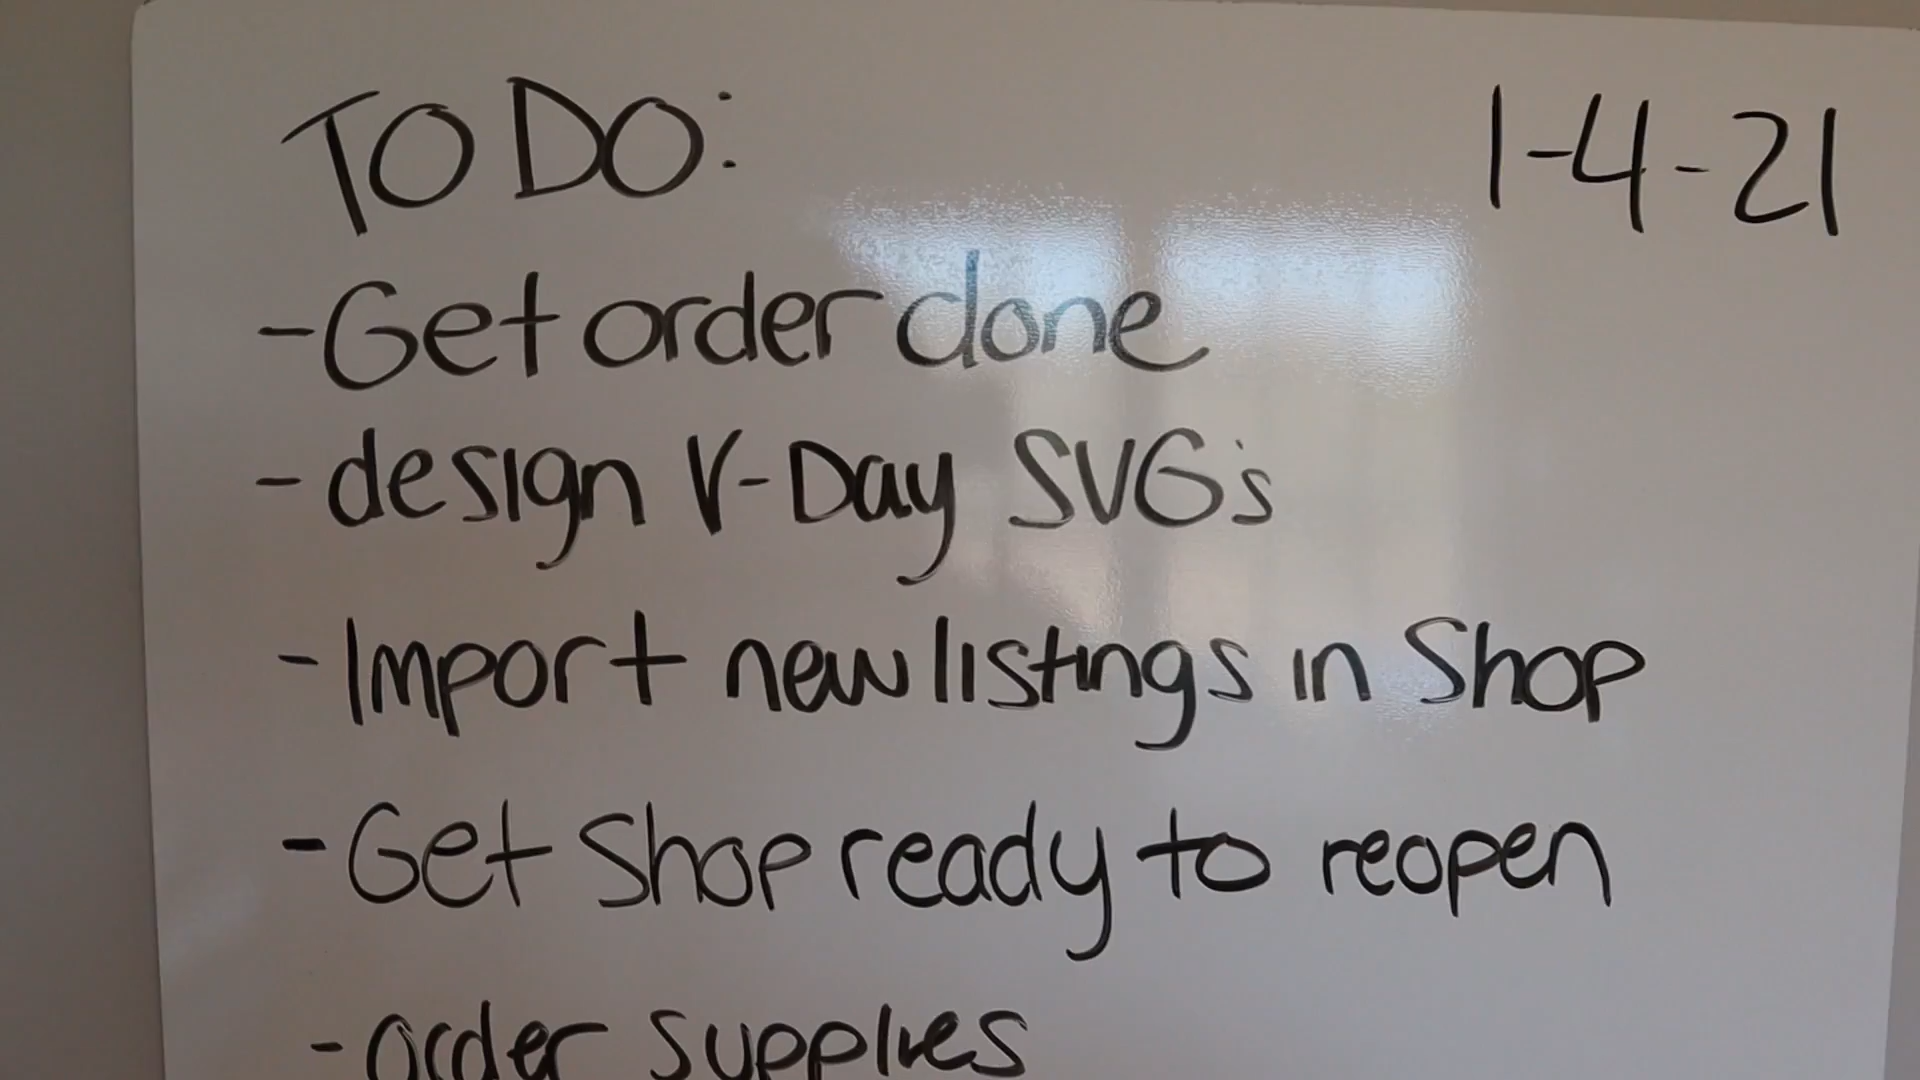 TO DO: 1-4-21
- Get order done
- design V-Day SVG's
- Import new listings in Shop
- Get Shop ready to reopen
- order supplies